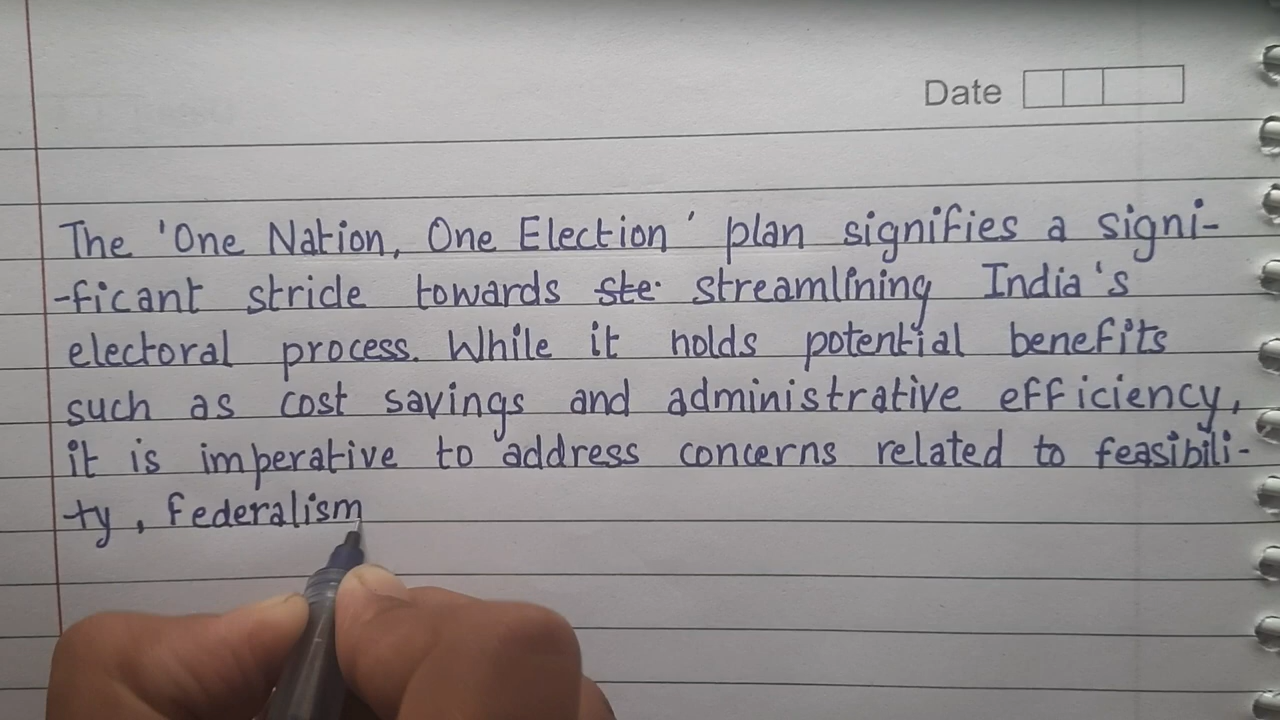 Date
The 'One Nation, One Election' plan signifies a signi-
-ficant stride towards ste streamlining India's
electoral process. While it holds potential benefits
such as cost savings and administrative efficiency,
it is imperative to address concerns related to feasibili-
ty, federalism